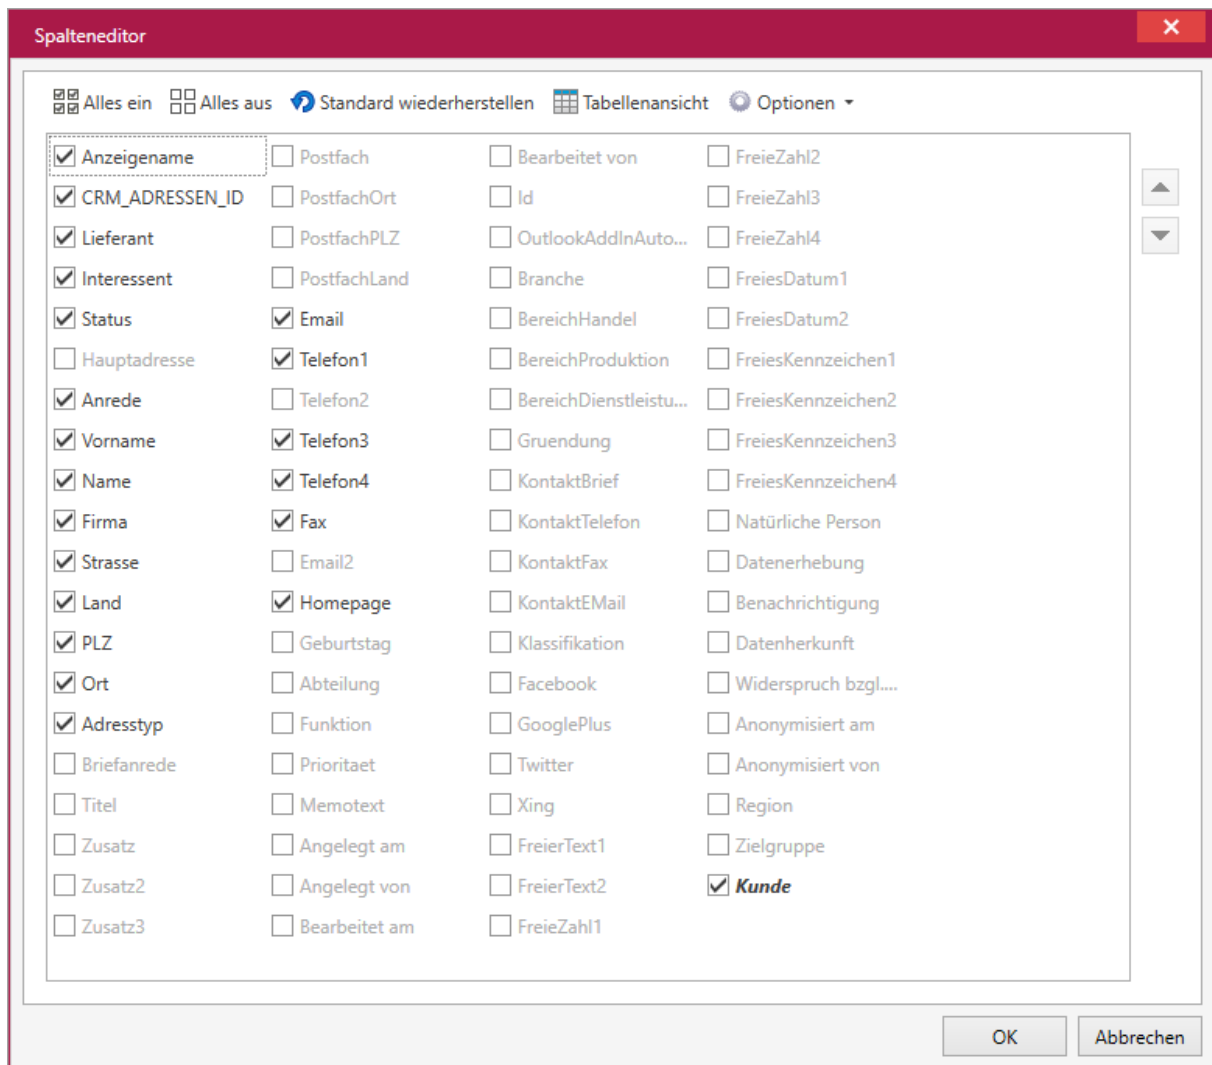 Spalteneditor
Alles ein Alles aus Standard wiederherstellen Tabellenansicht Optionen
Anzeigename Postfach Bearbeitet von FreieZahl2
CRM_ADRESSEN_ID PostfachOrt Id FreieZahl3
Lieferant PostfachPLZ OutlookAddInAuto... FreieZahl4
Interessent PostfachLand Branche FreiesDatum1
Status Email BereichHandel FreiesDatum2
Hauptadresse Telefon1 BereichProduktion FreiesKennzeichen1
Anrede Telefon2 BereichDienstleistu... FreiesKennzeichen2
Vorname Telefon3 Gruendung FreiesKennzeichen3
Name Telefon4 KontaktBrief FreiesKennzeichen4
Firma Fax KontaktTelefon Natürliche Person
Strasse Email2 KontaktFax Datenerhebung
Land Homepage KontaktEMail Benachrichtigung
PLZ Geburtstag Klassifikation Datenherkunft
Ort Abteilung Facebook Widerspruch bzgl....
Adresstyp Funktion GooglePlus Anonymisiert am
Briefanrede Prioritaet Twitter Anonymisiert von
Titel Memotext Xing Region
Zusatz Angelegt am FreierText1 Zielgruppe
Zusatz2 Angelegt von FreierText2 Kunde
Zusatz3 Bearbeitet am FreieZahl1
OK Abbrechen